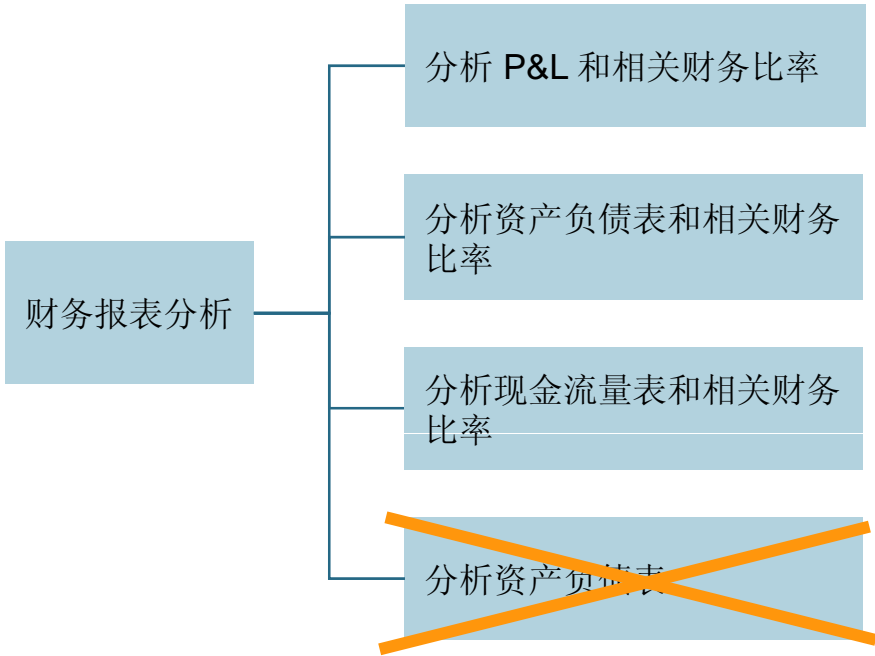 分析 P&L 和相关财务比率
分析资产负债表和相关财务
比率
财务报表分析
分析现金流量表和相关财务
比率
分析资产负债表